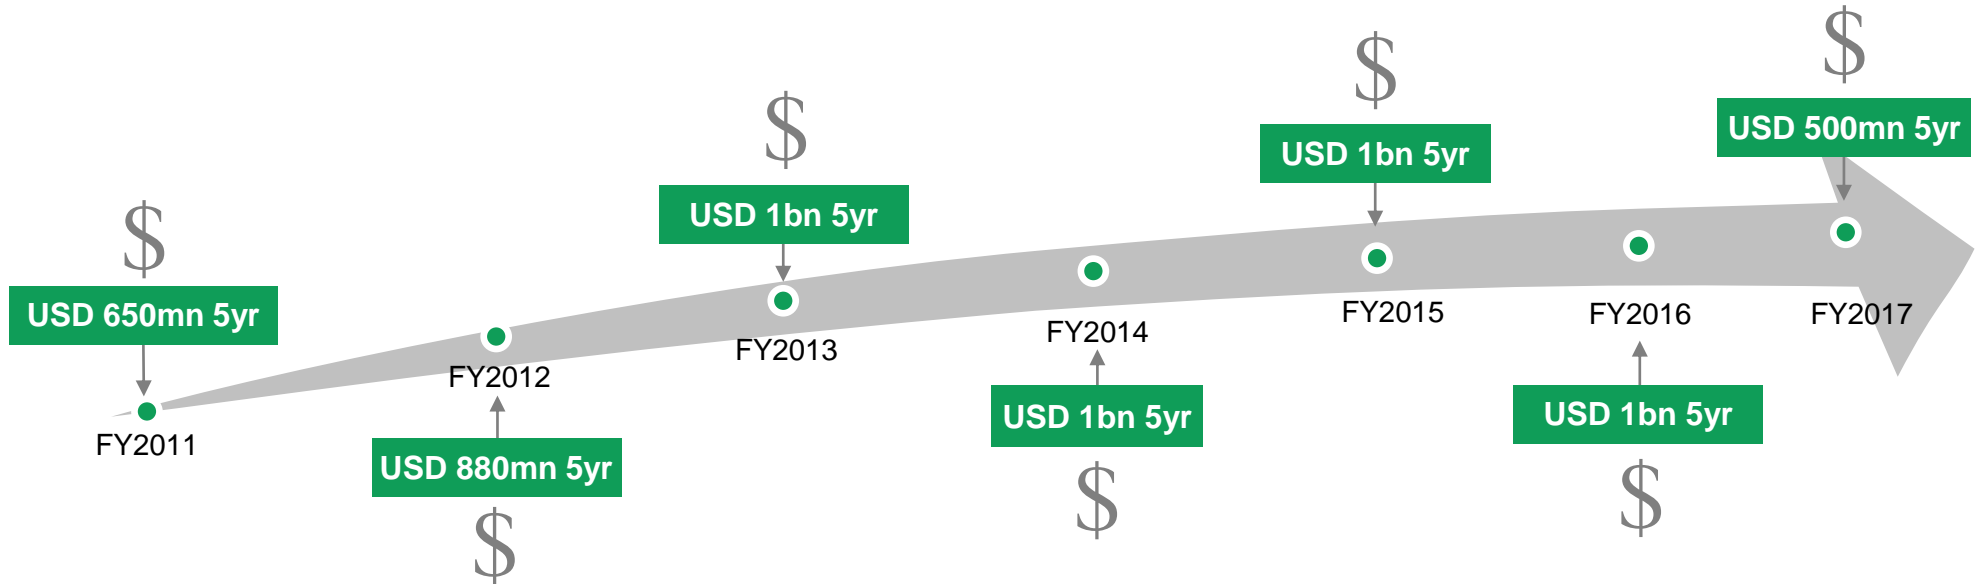 $
USD 650mn 5yr
FY2011
FY2012
USD 880mn 5yr
$
$
USD 1bn 5yr
FY2013
FY2014
USD 1bn 5yr
$
$
USD 1bn 5yr
FY2015
FY2016
USD 1bn 5yr
$
$
USD 500mn 5yr
FY2017